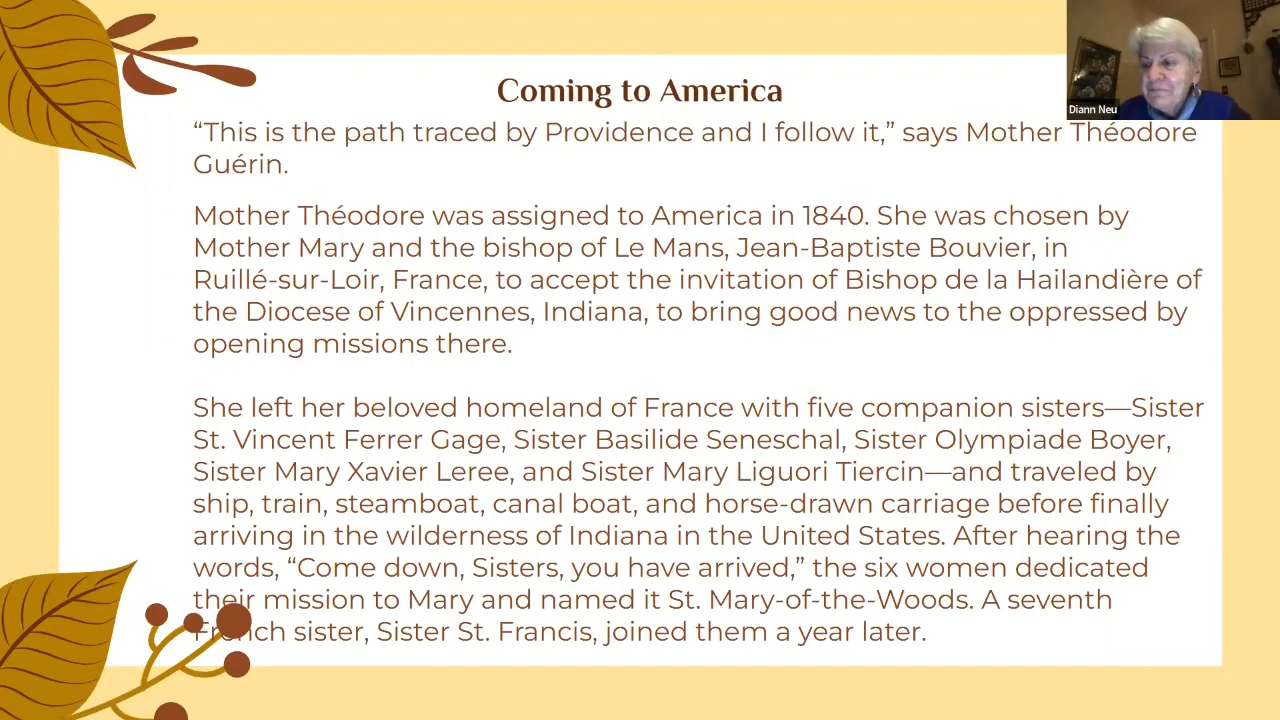 Coming to America
Diann Neu
“This is the path traced by Providence and I follow it,” says Mother Théodore
Guérin.
Mother Théodore was assigned to America in 1840. She was chosen by
Mother Mary and the bishop of Le Mans, Jean-Baptiste Bouvier, in
Ruillé-sur-Loir, France, to accept the invitation of Bishop de la Hailandière of
the Diocese of Vincennes, Indiana, to bring good news to the oppressed by
opening missions there.
She left her beloved homeland of France with five companion sisters—Sister
St. Vincent Ferrer Gage, Sister Basilide Seneschal, Sister Olympiade Boyer,
Sister Mary Xavier Leree, and Sister Mary Liguori Tiercin—and traveled by
ship, train, steamboat, canal boat, and horse-drawn carriage before finally
arriving in the wilderness of Indiana in the United States. After hearing the
words, “Come down, Sisters, you have arrived,” the six women dedicated
their mission to Mary and named it St. Mary-of-the-Woods. A seventh
French sister, Sister St. Francis, joined them a year later.